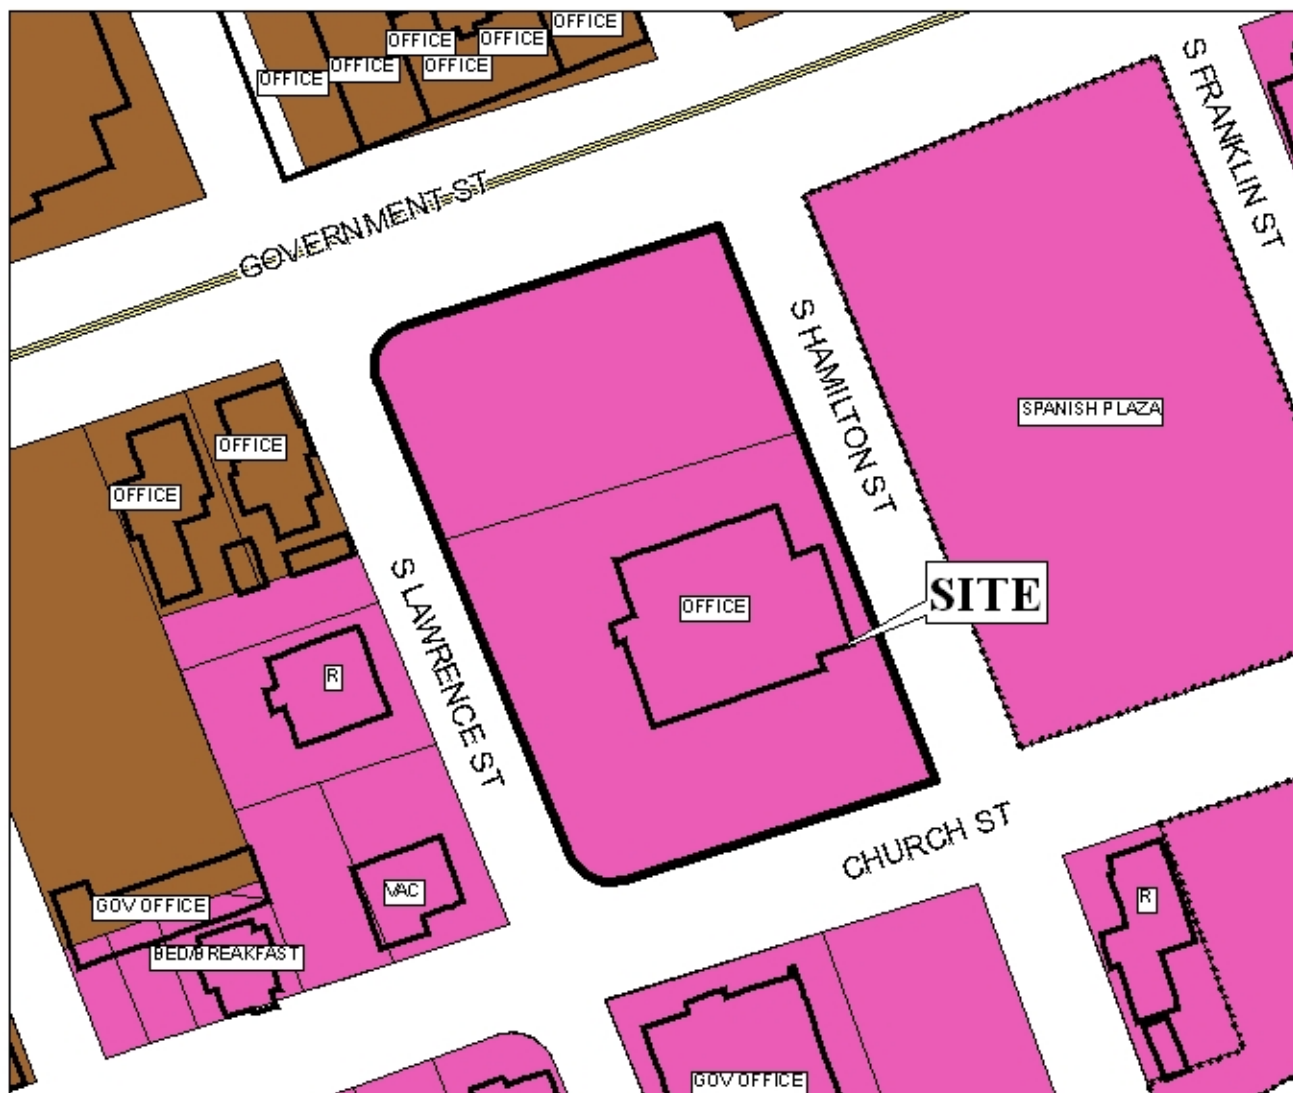 OFFICE
OFFICE
OFFICE
OFFICE
OFFICE
OFFICE
S FRANKLIN ST
GOVERNMENT ST
S HAMILTON ST
SPANISH PLAZA
OFFICE
OFFICE
S LAWRENCE ST
SITE
OFFICE
R
CHURCH ST
VAC
R
GOV OFFICE
BED/BREAKFAST
GOV OFFICE